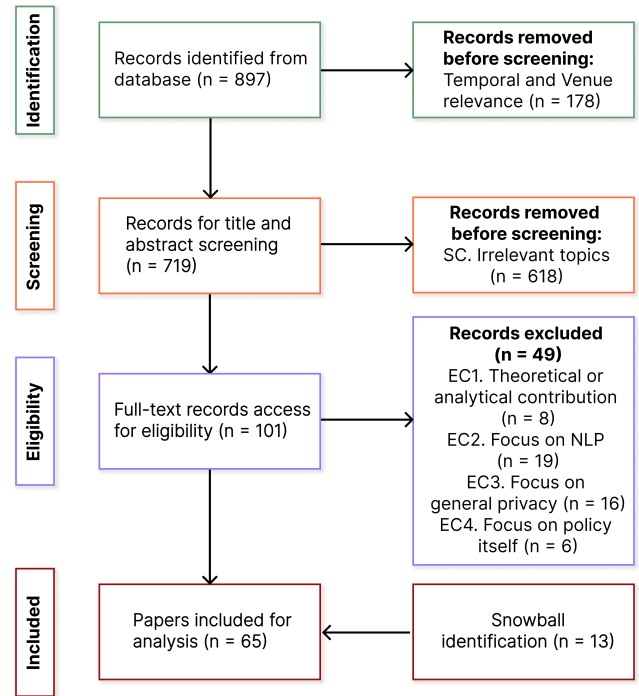 Identification
Records identified from
database (n = 897)
Records removed
before screening:
Temporal and Venue
relevance (n = 178)
Screening
Records for title and
abstract screening
(n = 719)
Records removed
before screening:
SC. Irrelevant topics
(n = 618)
Eligibility
Full-text records access
for eligibility (n = 101)
Records excluded
(n = 49)
EC1. Theoretical or
analytical contribution
(n = 8)
EC2. Focus on NLP
(n = 19)
EC3. Focus on
general privacy (n = 16)
EC4. Focus on policy
itself (n = 6)
Included
Papers included for
analysis (n = 65)
Snowball
identification (n = 13)